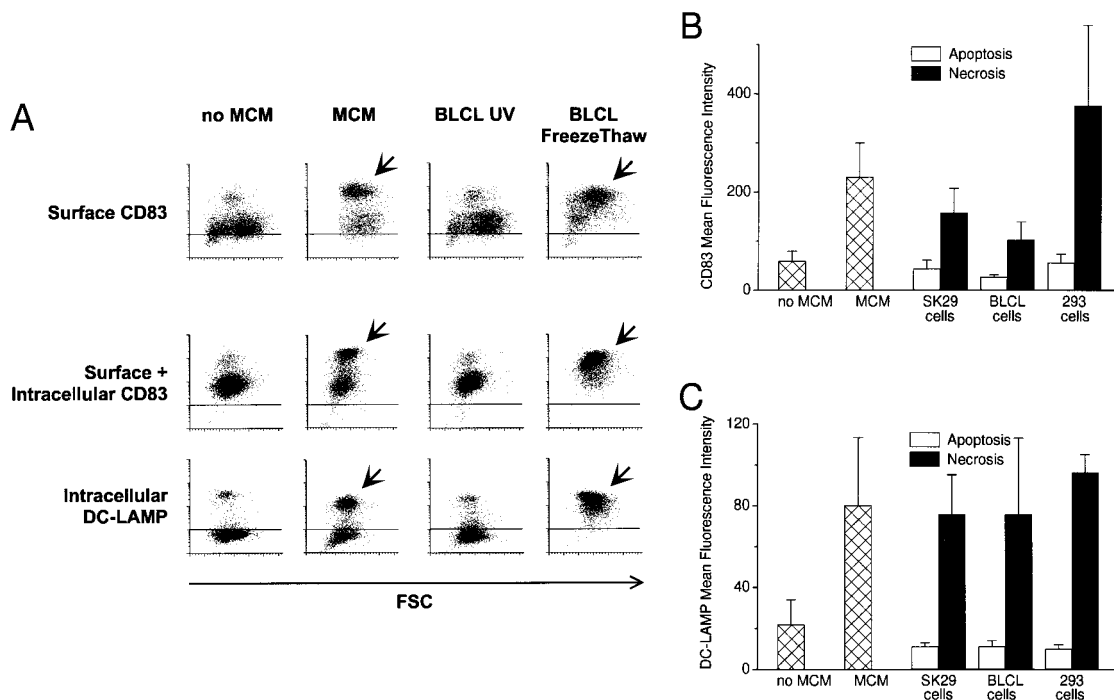 A
no MCM
MCM
BLCL UV
BLCL
FreezeThaw
Surface CD83
Surface +
Intracellular CD83
Intracellular
DC-LAMP
FSC
B
CD83 Mean Fluorescence Intensity
400
200
0
Apoptosis
Necrosis
no MCM
MCM
SK29
cells
BLCL
cells
293
cells
C
DC-LAMP Mean Fluorescence Intensity
120
80
40
0
Apoptosis
Necrosis
no MCM
MCM
SK29
cells
BLCL
cells
293
cells